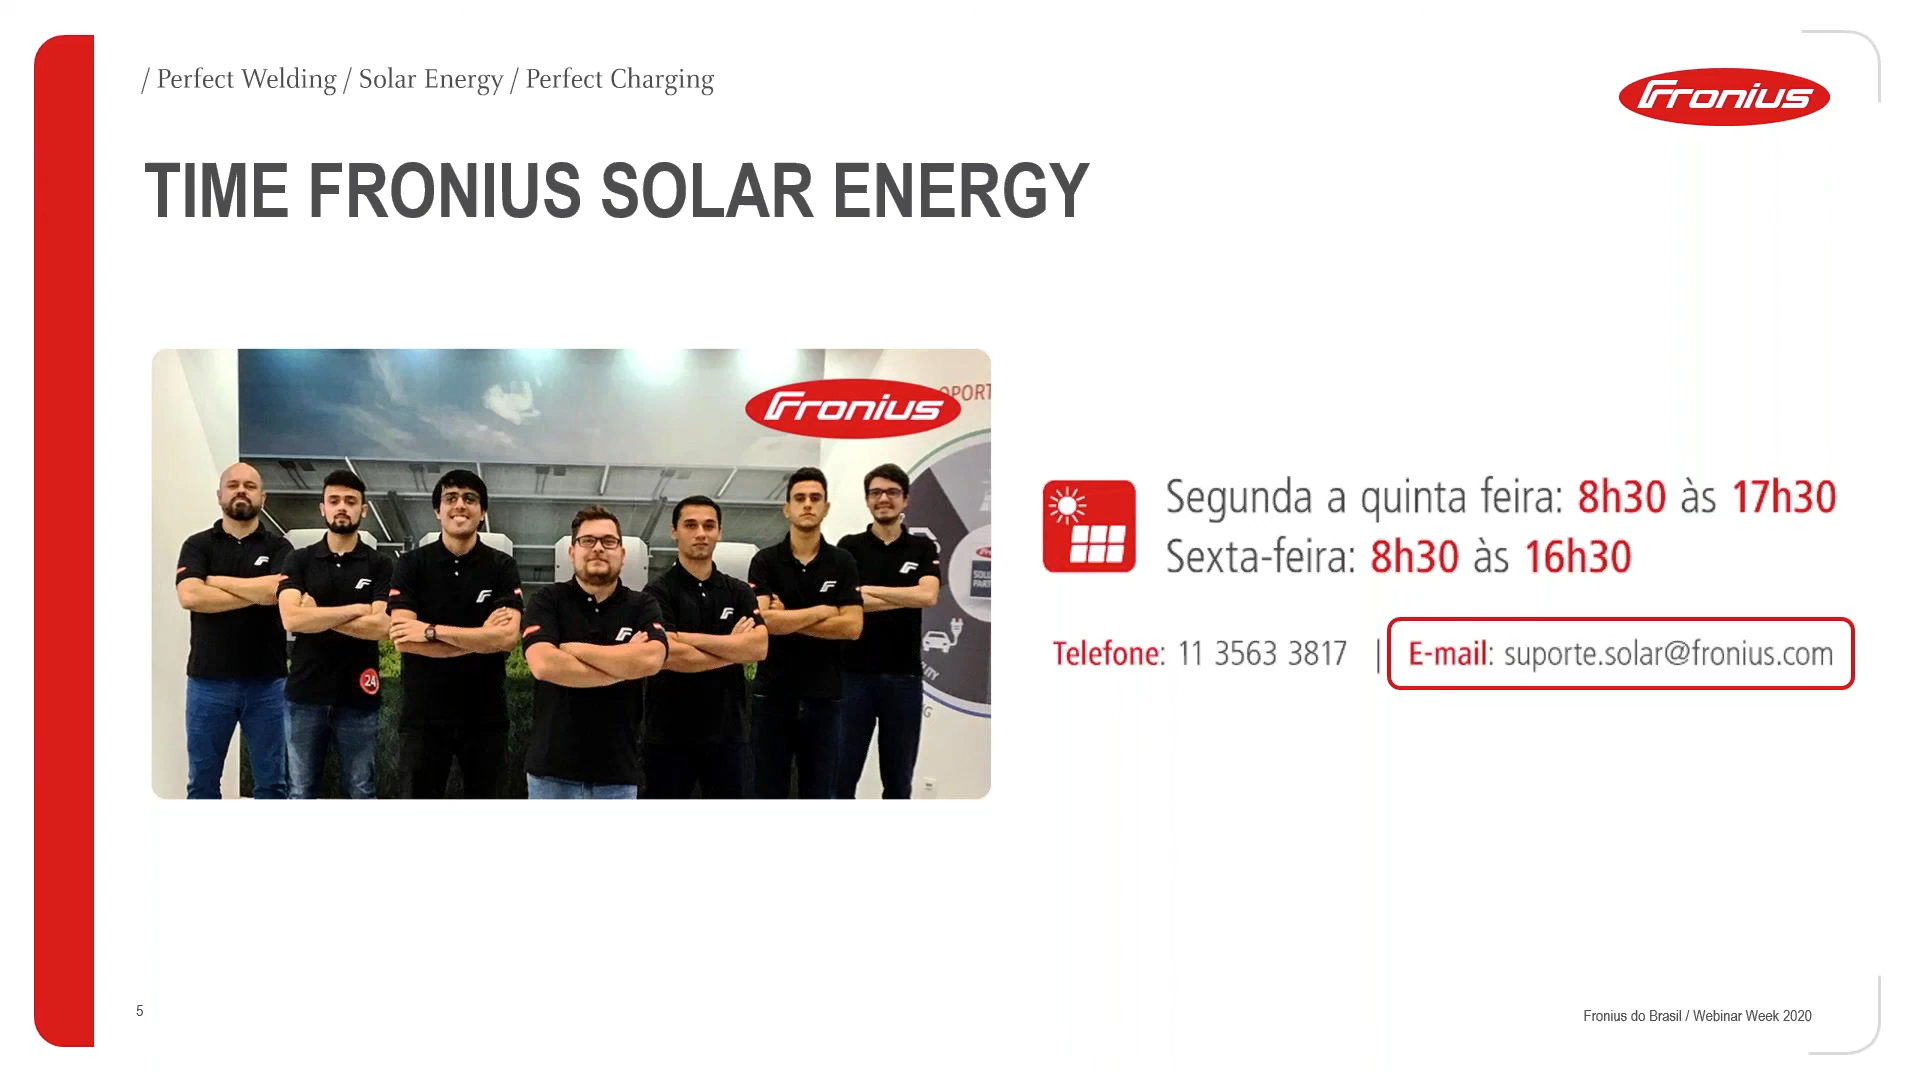 / Perfect Welding / Solar Energy / Perfect Charging
Fronius
TIME FRONIUS SOLAR ENERGY
Fronius
24
Segunda a quinta feira: 8h30 às 17h30
Sexta-feira: 8h30 às 16h30
Telefone: 11 3563 3817 | E-mail: suporte.solar@fronius.com
5
Fronius do Brasil / Webinar Week 2020